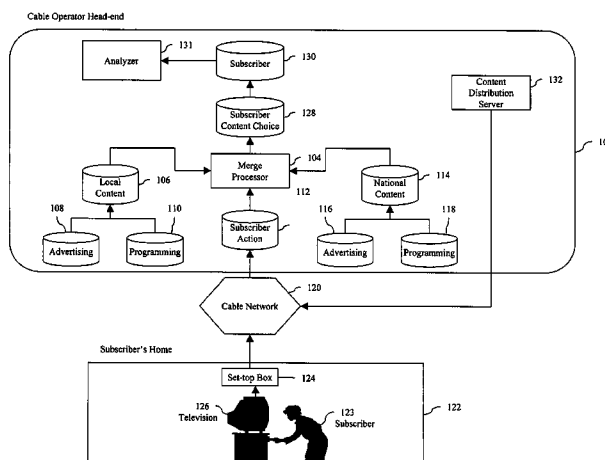 Cable Operator Head-end
131
Analyzer
Subscriber
130
Content
Distribution
Server
132
Subscriber
Content Choice
128
Merge
Processor
104
112
Local
Content
106
National
Content
114
108
Advertising
110
Programming
Subscriber
Action
116
Advertising
118
Programming
Cable Network
120
Subscriber's Home
Set-top Box
124
126
Television
123
Subscriber
122